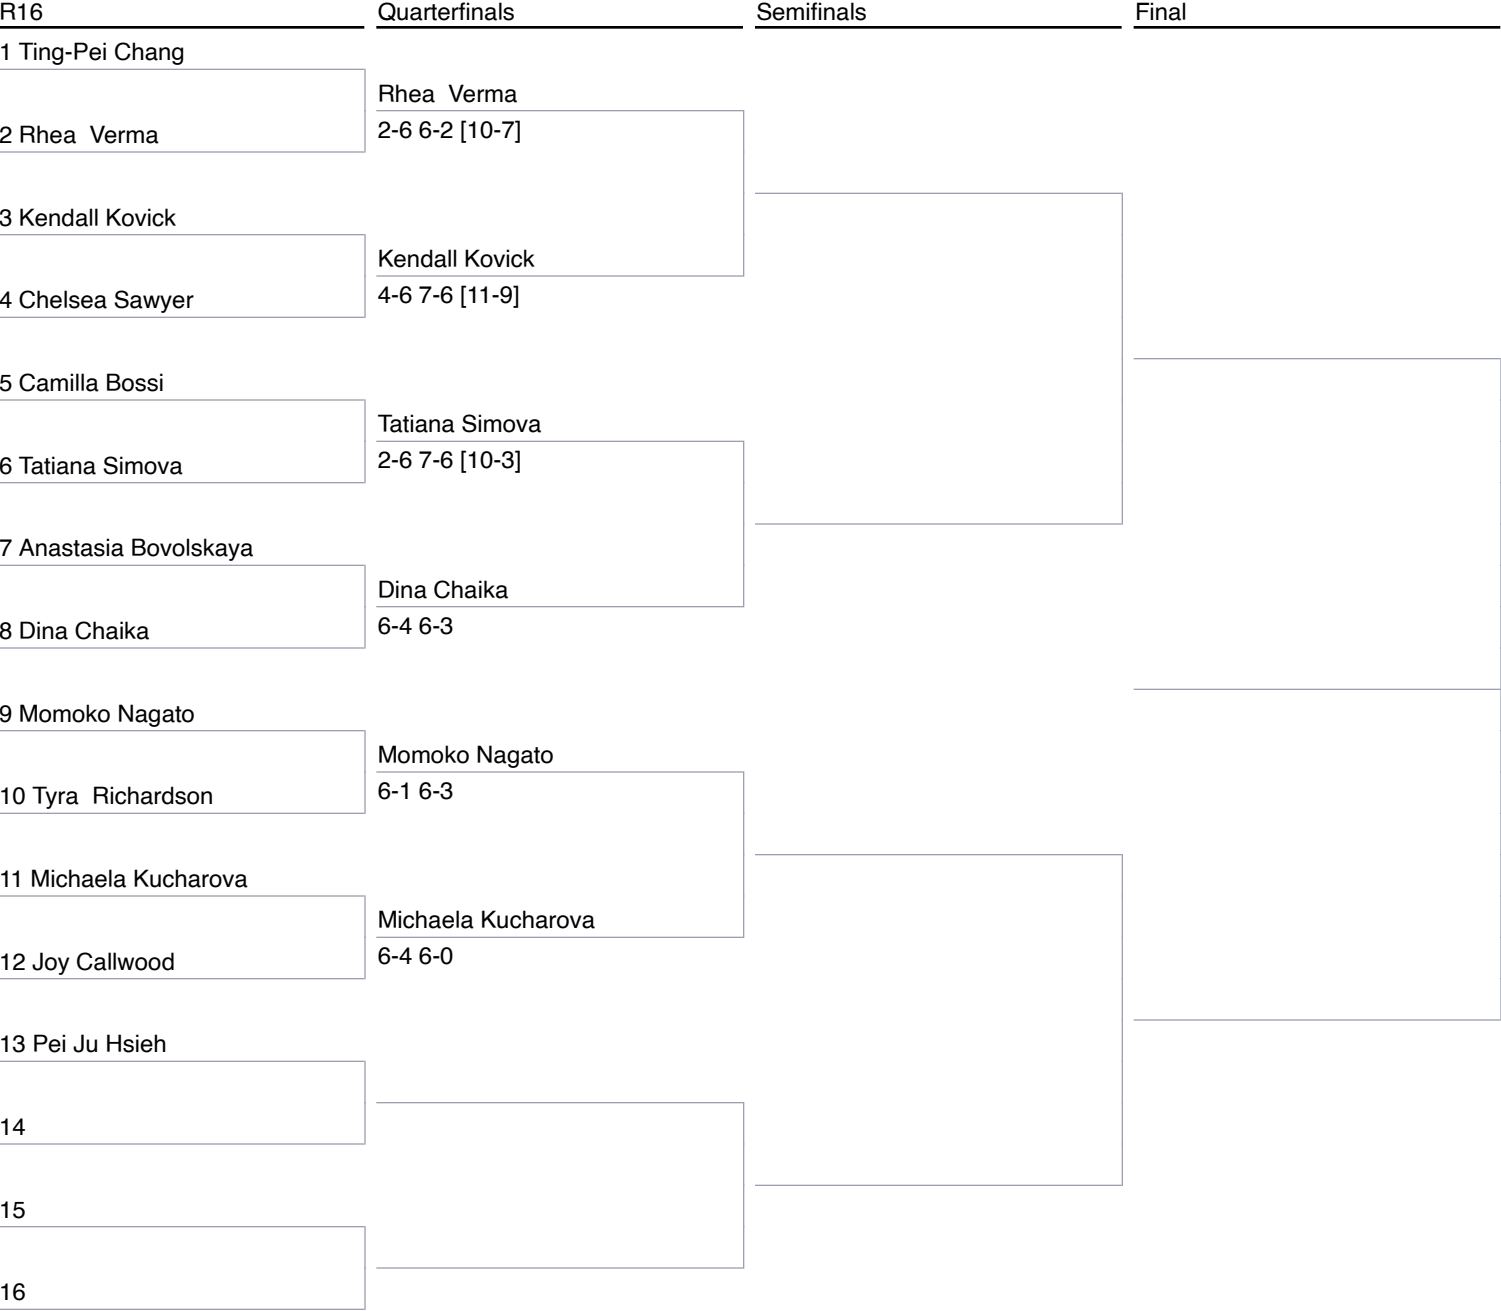 R16 Quarterfinals Semifinals Final
1 Ting-Pei Chang
Rhea  Verma
2-6 6-2 [10-7]
2 Rhea  Verma
3 Kendall Kovick
Kendall Kovick
4-6 7-6 [11-9]
4 Chelsea Sawyer
5 Camilla Bossi
Tatiana Simova
2-6 7-6 [10-3]
6 Tatiana Simova
7 Anastasia Bovolskaya
Dina Chaika
6-4 6-3
8 Dina Chaika
9 Momoko Nagato
Momoko Nagato
6-1 6-3
10 Tyra  Richardson
11 Michaela Kucharova
Michaela Kucharova
6-4 6-0
12 Joy Callwood
13 Pei Ju Hsieh
14
15
16